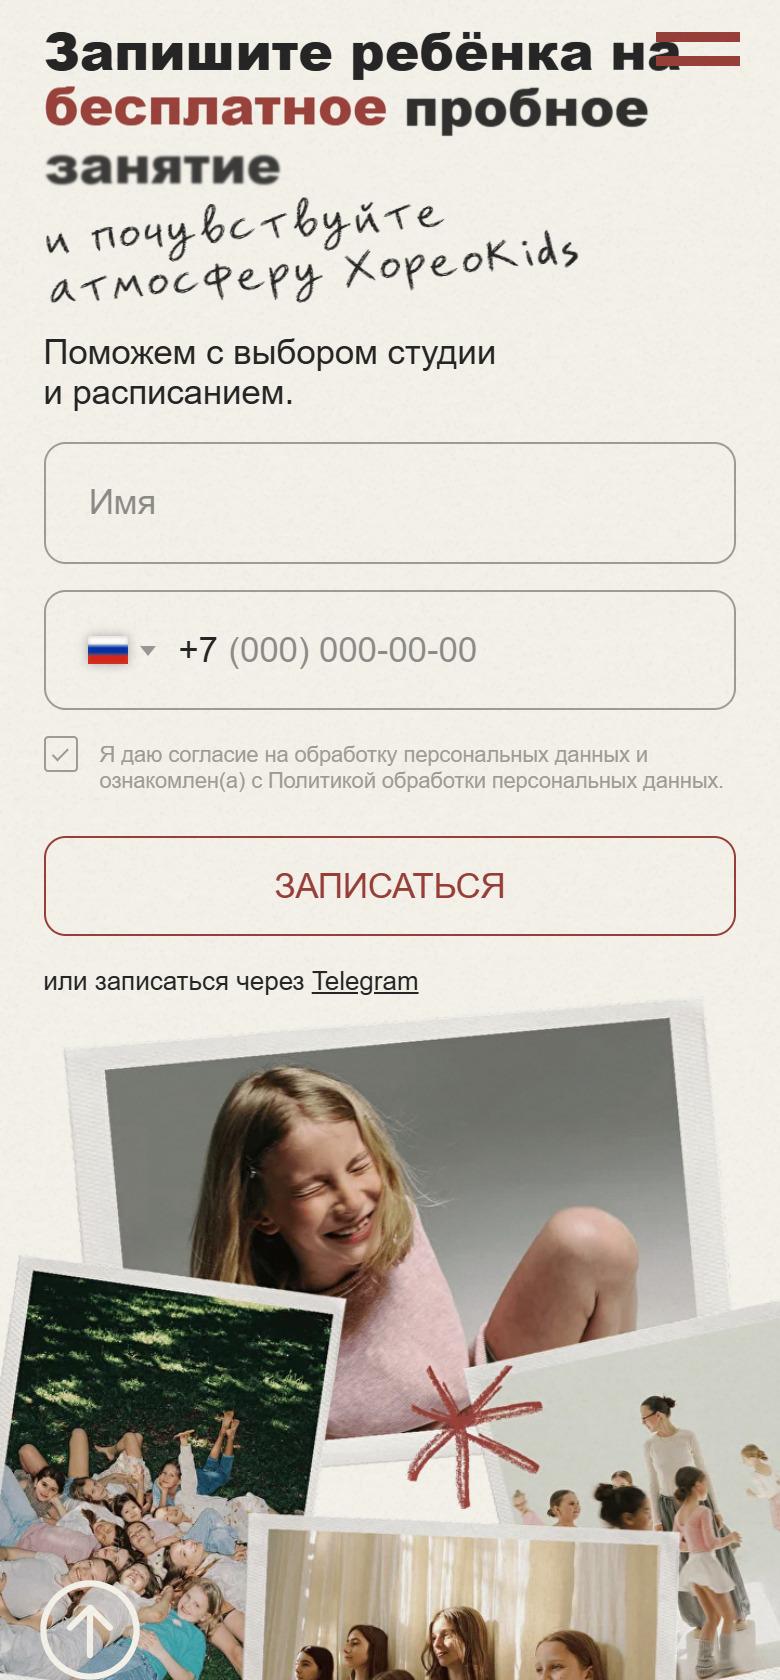 Запишите ребёнка на
бесплатное пробное
занятие
и почувствуйте
атмосферу ХореоKids
Поможем с выбором студии
и расписанием.
Имя
+7 (000) 000-00-00
Я даю согласие на обработку персональных данных и
ознакомлен(а) с Политикой обработки персональных данных.
ЗАПИСАТЬСЯ
или записаться через Telegram